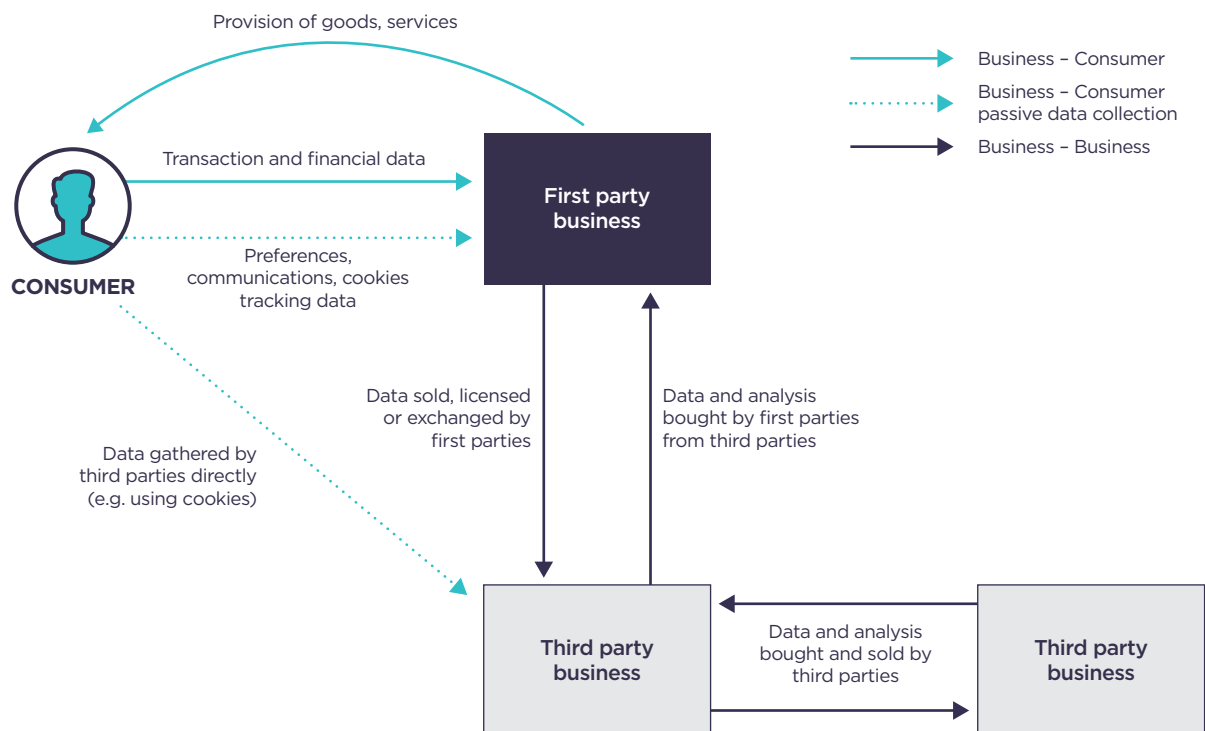 Provision of goods, services
Business – Consumer
Business – Consumer
passive data collection
Business – Business
Transaction and financial data
First party
business
Preferences,
communications, cookies
tracking data
CONSUMER
Data sold, licensed
or exchanged by
first parties
Data and analysis
bought by first parties
from third parties
Data gathered by
third parties directly
(e.g. using cookies)
Third party
business
Data and analysis
bought and sold by
third parties
Third party
business